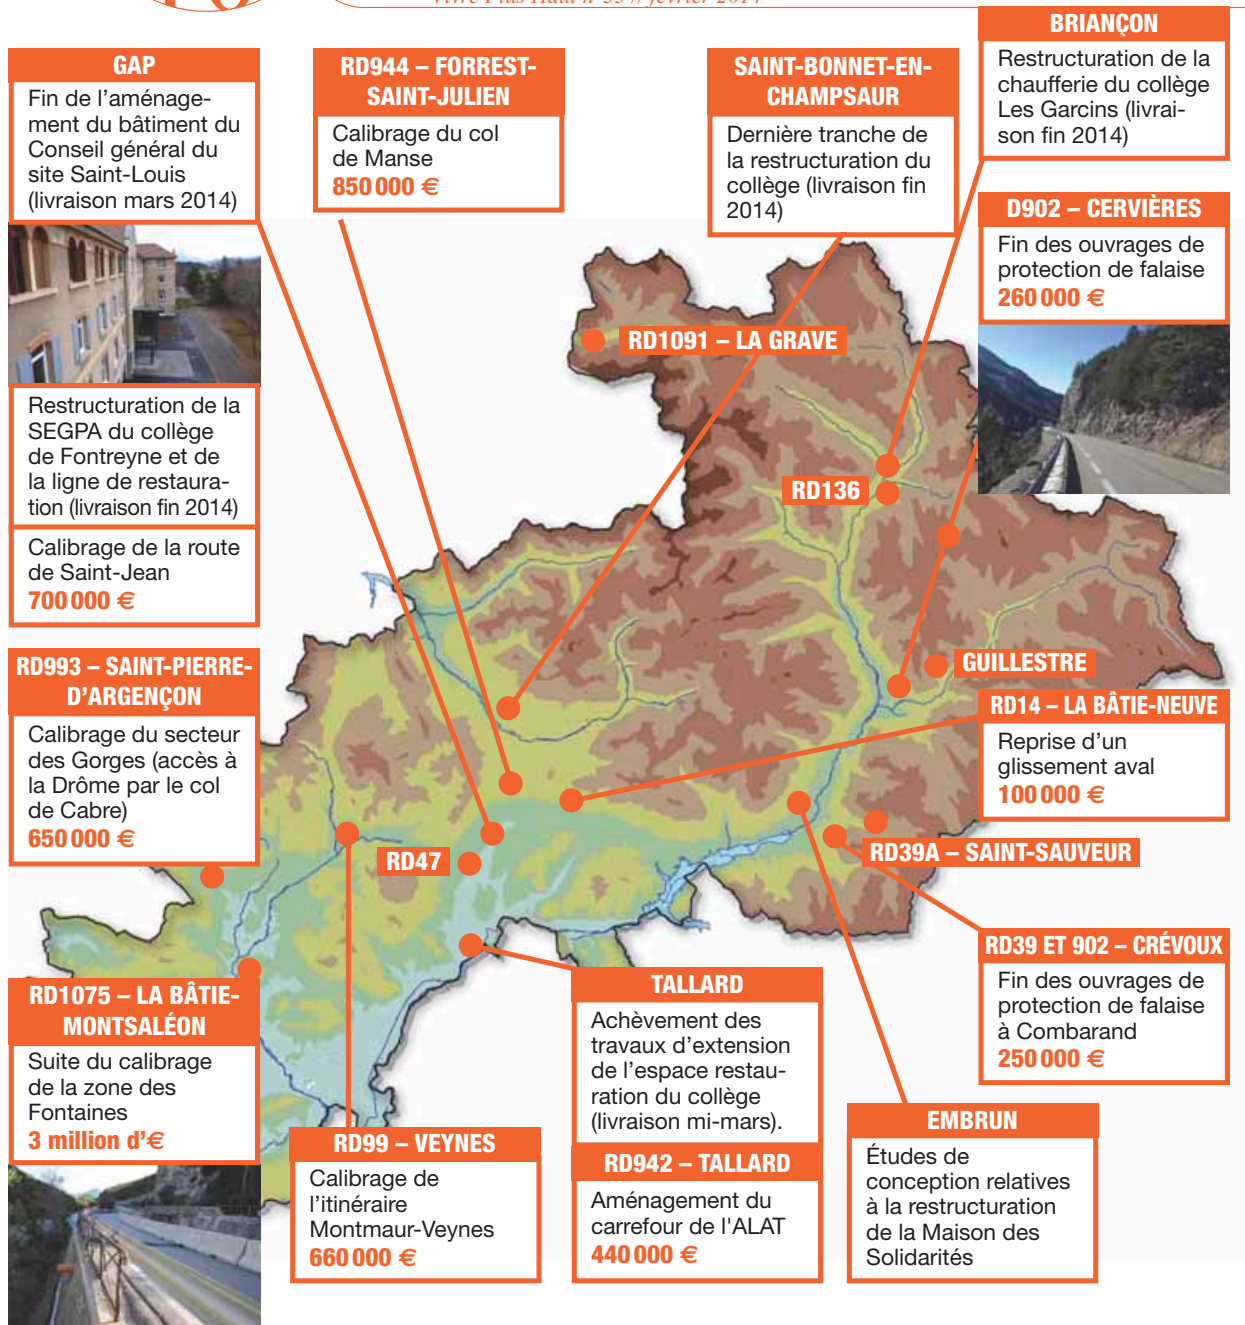 Vivre Plus Haut n°55 // février 2014
GAP
Fin de l’aménage-
ment du bâtiment du
Conseil général du
site Saint-Louis
(livraison mars 2014)
Restructuration de la
SEGPA du collège
de Fontreyne et de
la ligne de restaura-
tion (livraison fin 2014)
Calibrage de la route
de Saint-Jean
700 000 €
RD944 – FORREST-
SAINT-JULIEN
Calibrage du col
de Manse
850 000 €
SAINT-BONNET-EN-
CHAMPSAUR
Dernière tranche de
la restructuration du
collège (livraison fin
2014)
BRIANÇON
Restructuration de la
chaufferie du collège
Les Garcins (livrai-
son fin 2014)
D902 – CERVIÈRES
Fin des ouvrages de
protection de falaise
260 000 €
RD1091 – LA GRAVE
RD136
GUILLESTRE
RD993 – SAINT-PIERRE-
D’ARGENÇON
Calibrage du secteur
des Gorges (accès à
la Drôme par le col
de Cabre)
650 000 €
RD14 – LA BÂTIE-NEUVE
Reprise d’un
glissement aval
100 000 €
RD47
RD39A – SAINT-SAUVEUR
RD39 ET 902 – CRÉVOUX
Fin des ouvrages de
protection de falaise
à Combarand
250 000 €
RD1075 – LA BÂTIE-
MONTSALÉON
Suite du calibrage
de la zone des
Fontaines
3 million d’€
RD99 – VEYNES
Calibrage de
l’itinéraire
Montmaur-Veynes
660 000 €
TALLARD
Achèvement des
travaux d’extension
de l’espace restau-
ration du collège
(livraison mi-mars).
RD942 – TALLARD
Aménagement du
carrefour de l'ALAT
440 000 €
EMBRUN
Études de
conception relatives
à la restructuration
de la Maison des
Solidarités